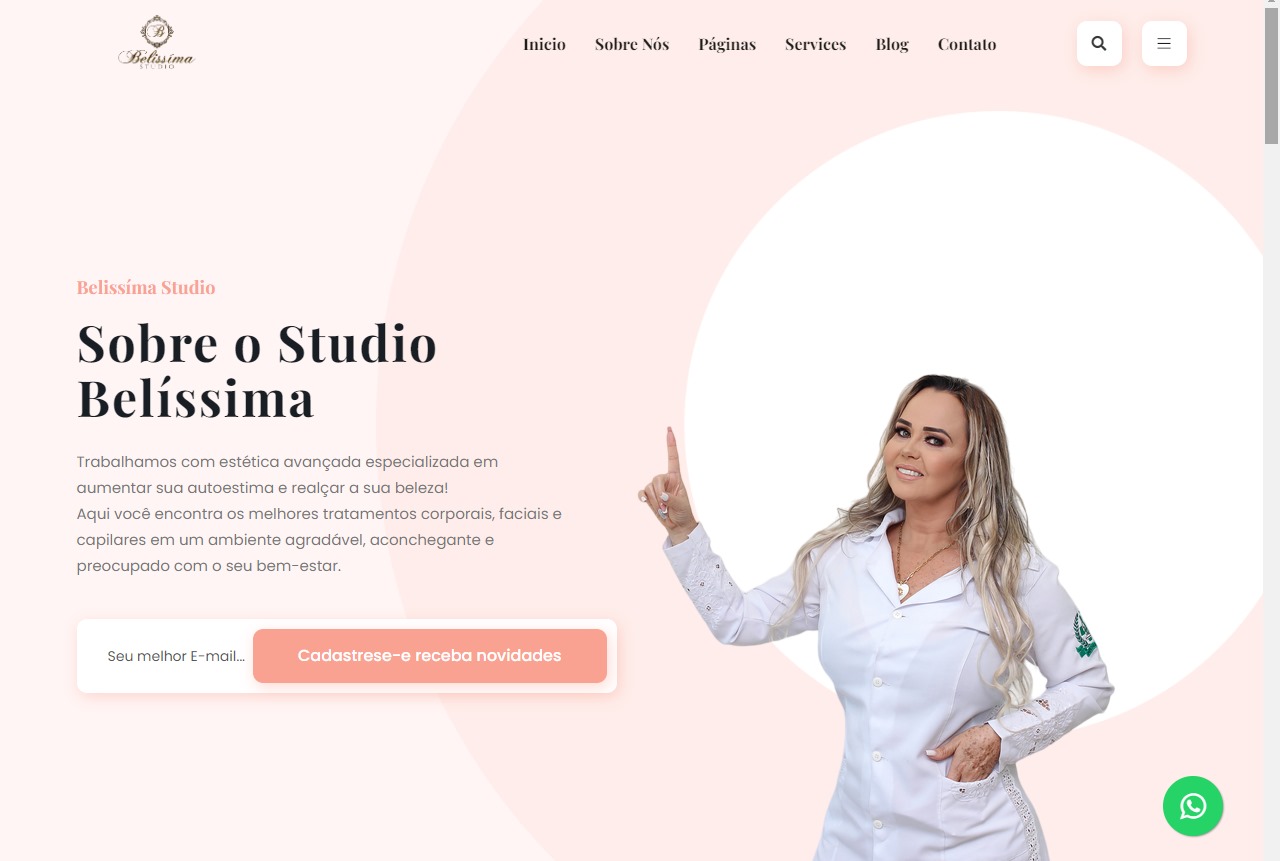 B
Belissíma
STUDIO
Inicio Sobre Nós Páginas Services Blog Contato
Belissíma Studio
Sobre o Studio
Belíssima
Trabalhamos com estética avançada especializada em
aumentar sua autoestima e realçar a sua beleza!
Aqui você encontra os melhores tratamentos corporais, faciais e
capilares em um ambiente agradável, aconchegante e
preocupado com o seu bem-estar.
Seu melhor E-mail...
Cadastrese-e receba novidades